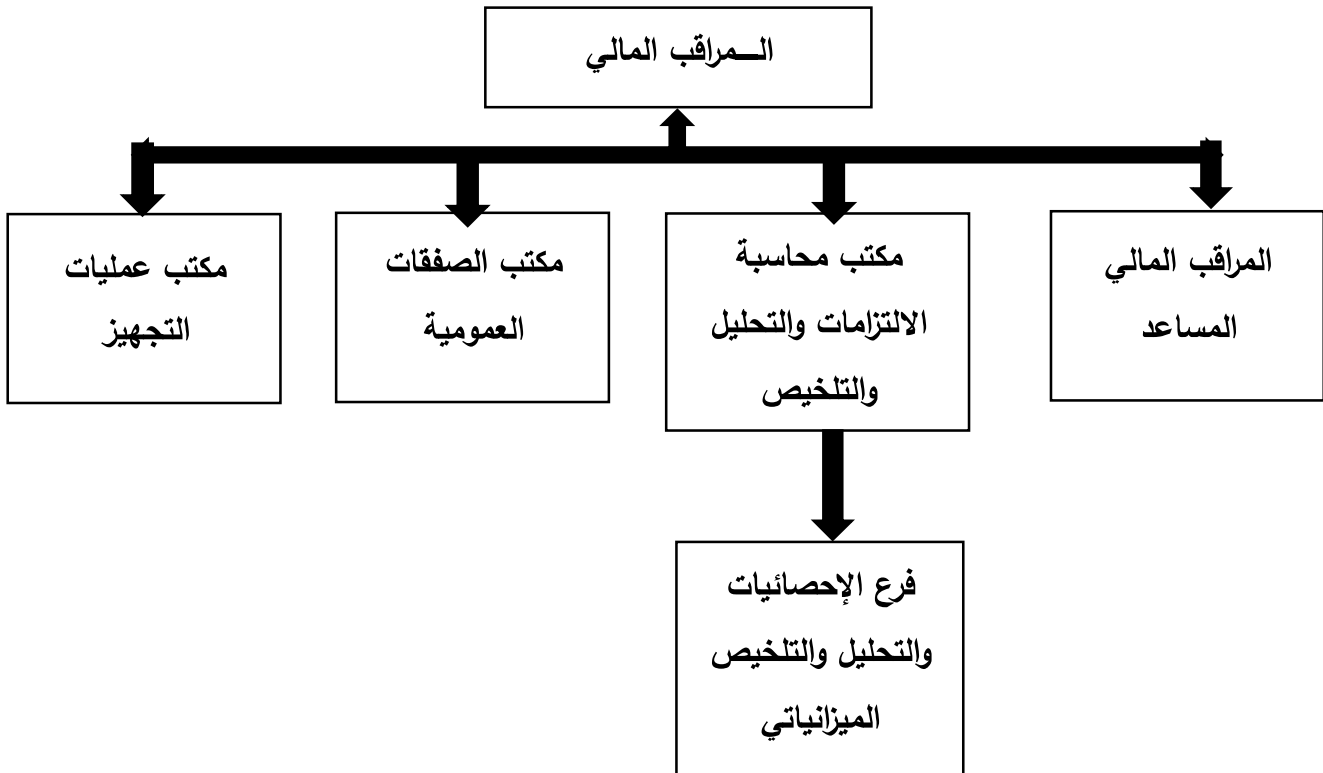 الـــمراقب المالي
المراقب المالي
المساعد
مكتب محاسبة
الالتزامات والتحليل
والتلخيص
مكتب الصفقات
العمومية
مكتب عمليات
التجهيز
فرع الإحصائيات
والتحليل والتلخيص
الميزانياتي